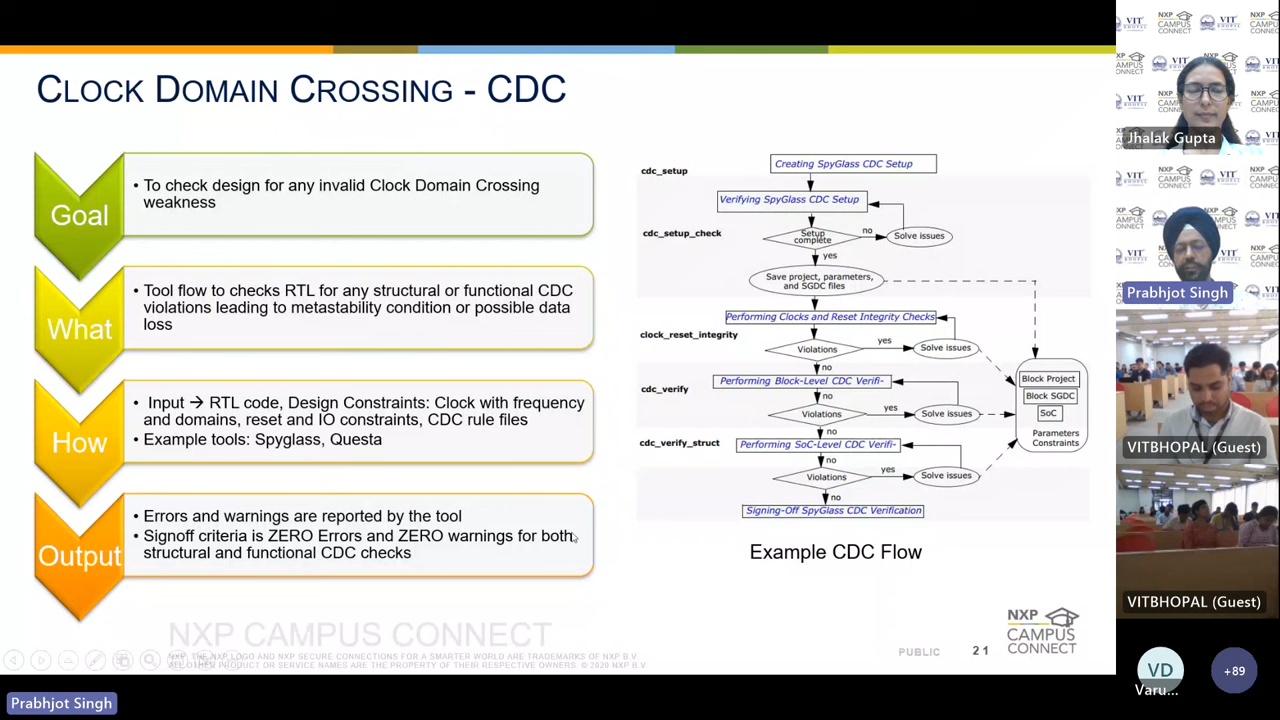 CLOCK DOMAIN CROSSING - CDC
Goal
• To check design for any invalid Clock Domain Crossing
weakness
What
• Tool flow to checks RTL for any structural or functional CDC
violations leading to metastability condition or possible data
loss
How
• Input → RTL code, Design Constraints: Clock with frequency
and domains, reset and IO constraints, CDC rule files
• Example tools: Spyglass, Questa
Output
• Errors and warnings are reported by the tool
• Signoff criteria is ZERO Errors and ZERO warnings for both
structural and functional CDC checks
cdc_setup
Creating SpyGlass CDC Setup
Verifying SpyGlass CDC Setup
cdc_setup_check
Setup
complete
no
Solve issues
yes
Save project, parameters,
and SGDC files
Performing Clocks and Reset Integrity Checks
clock_reset_integrity
Violations
yes
Solve issues
no
Performing Block-Level CDC Verifi-
cdc_verify
Violations
yes
Solve issues
no
cdc_verify_struct
Performing SoC-Level CDC Verifi-
no
Violations
yes
Solve issues
no
Signing-Off SpyGlass CDC Verification
Block Project
Block SGDC
SoC
Parameters
Constraints
Example CDC Flow
NXP CAMPUS CONNECT
NXP, THE NXP LOGO AND NXP SECURE CONNECTIONS FOR A SMARTER WORLD ARE TRADEMARKS OF NXP B.V
ALL OTHER PRODUCT OR SERVICE NAMES ARE THE PROPERTY OF THEIR RESPECTIVE OWNERS. © 2020 NXP B.V
PUBLIC
21
NXP
CAMPUS
CONNECT
Prabhjot Singh
Jhalak Gupta
Prabhjot Singh
VITBHOPAL (Guest)
VITBHOPAL (Guest)
VD
Varu...
+89